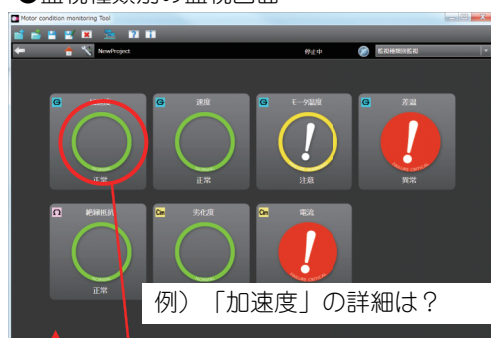 ●監視種類別の監視画面
Motor condition monitoring Tool
NewProject
停止中
監視種類別監視
速度
モータ温度
差温
正常
正常
注意
異常
絶縁抵抗
劣化度
電流
正常
例）「加速度」の詳細は？